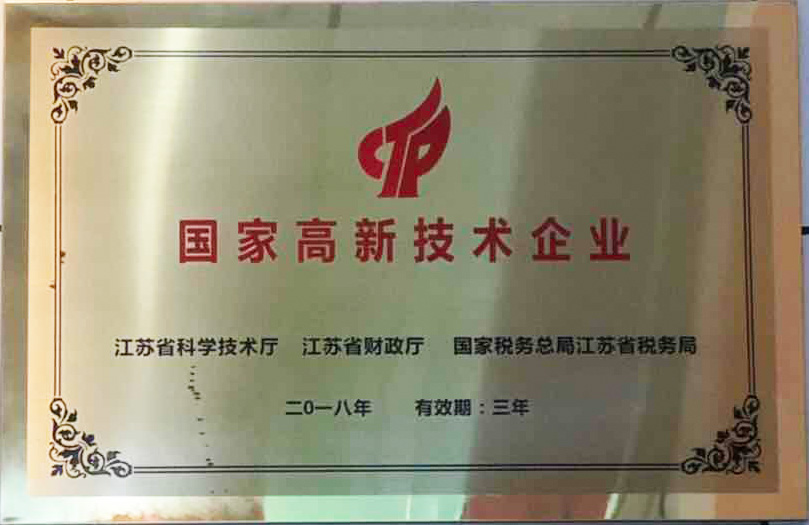 国家高新技术企业
江苏省科学技术厅 江苏省财政厅 国家税务总局江苏省税务局
二0一八年 有效期：三年